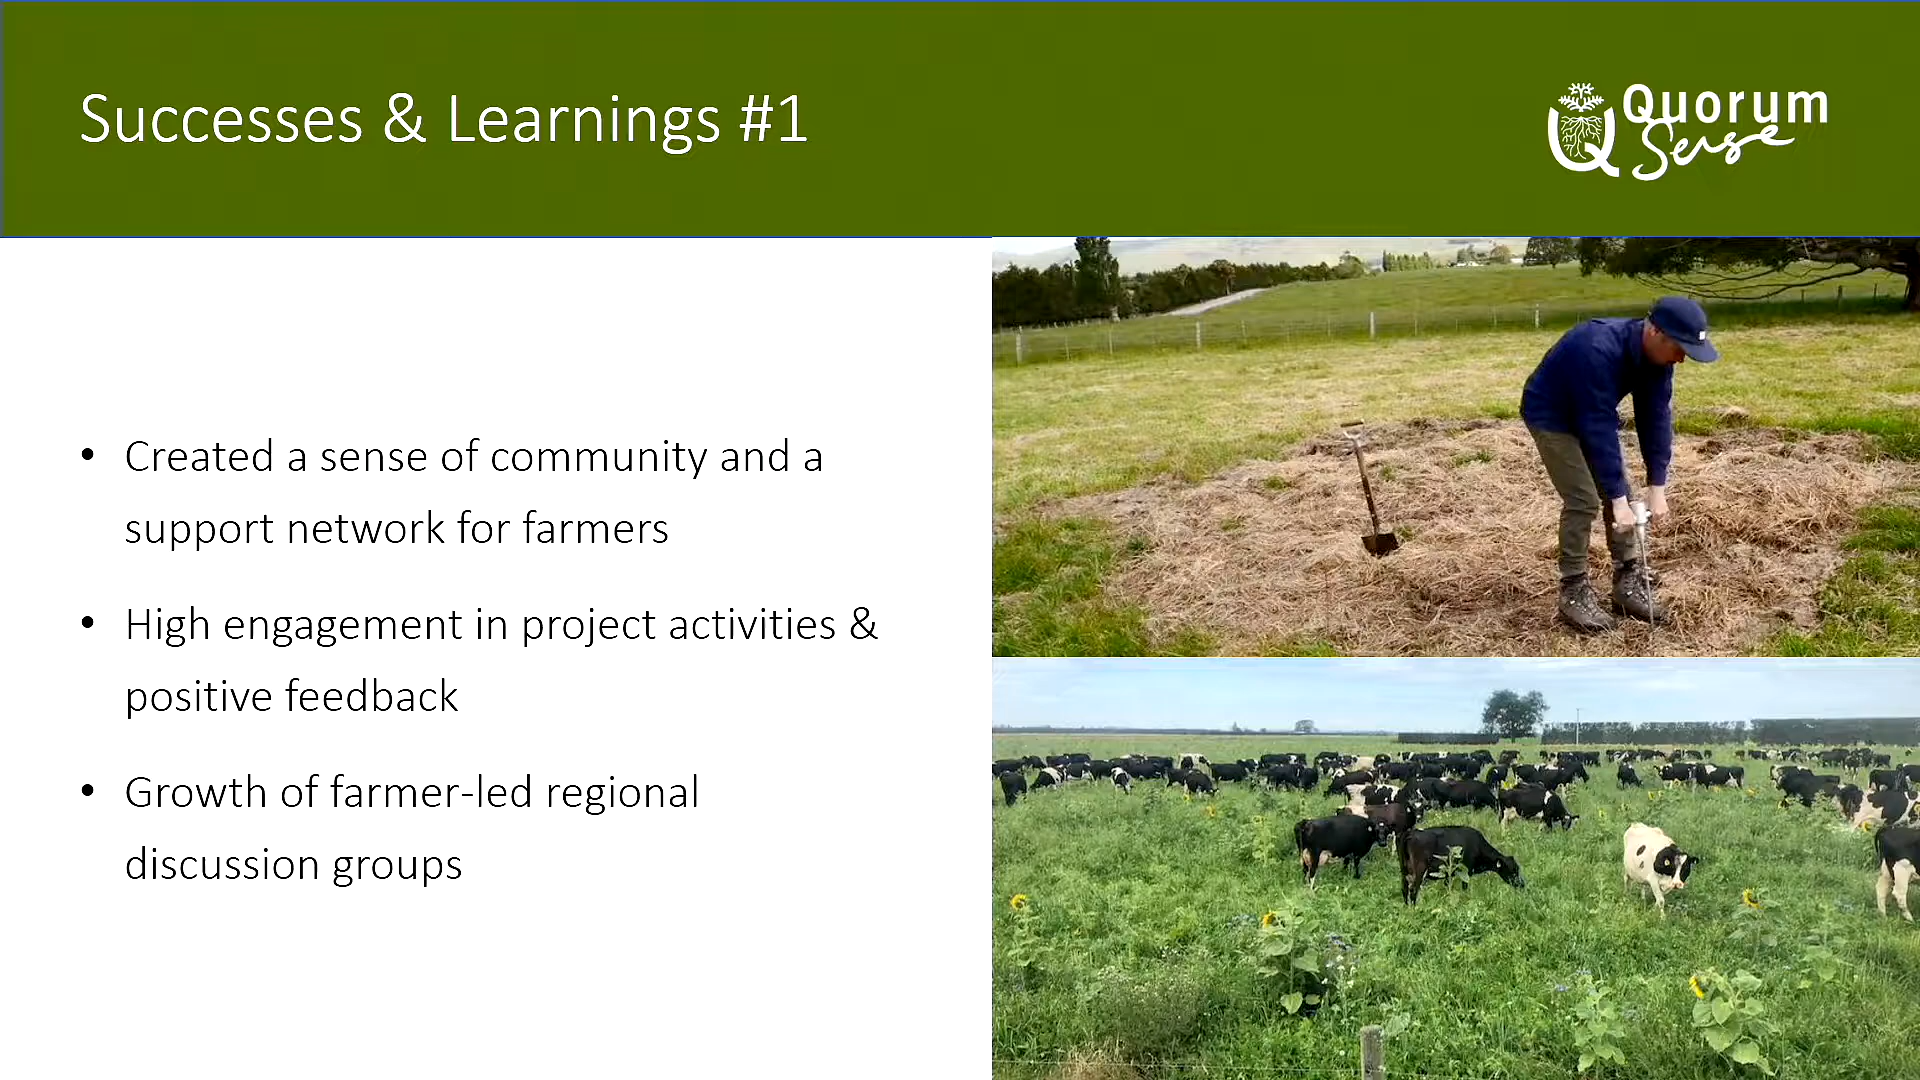 Successes & Learnings #1
Quorum
Sense
• Created a sense of community and a
support network for farmers
• High engagement in project activities &
positive feedback
• Growth of farmer-led regional
discussion groups